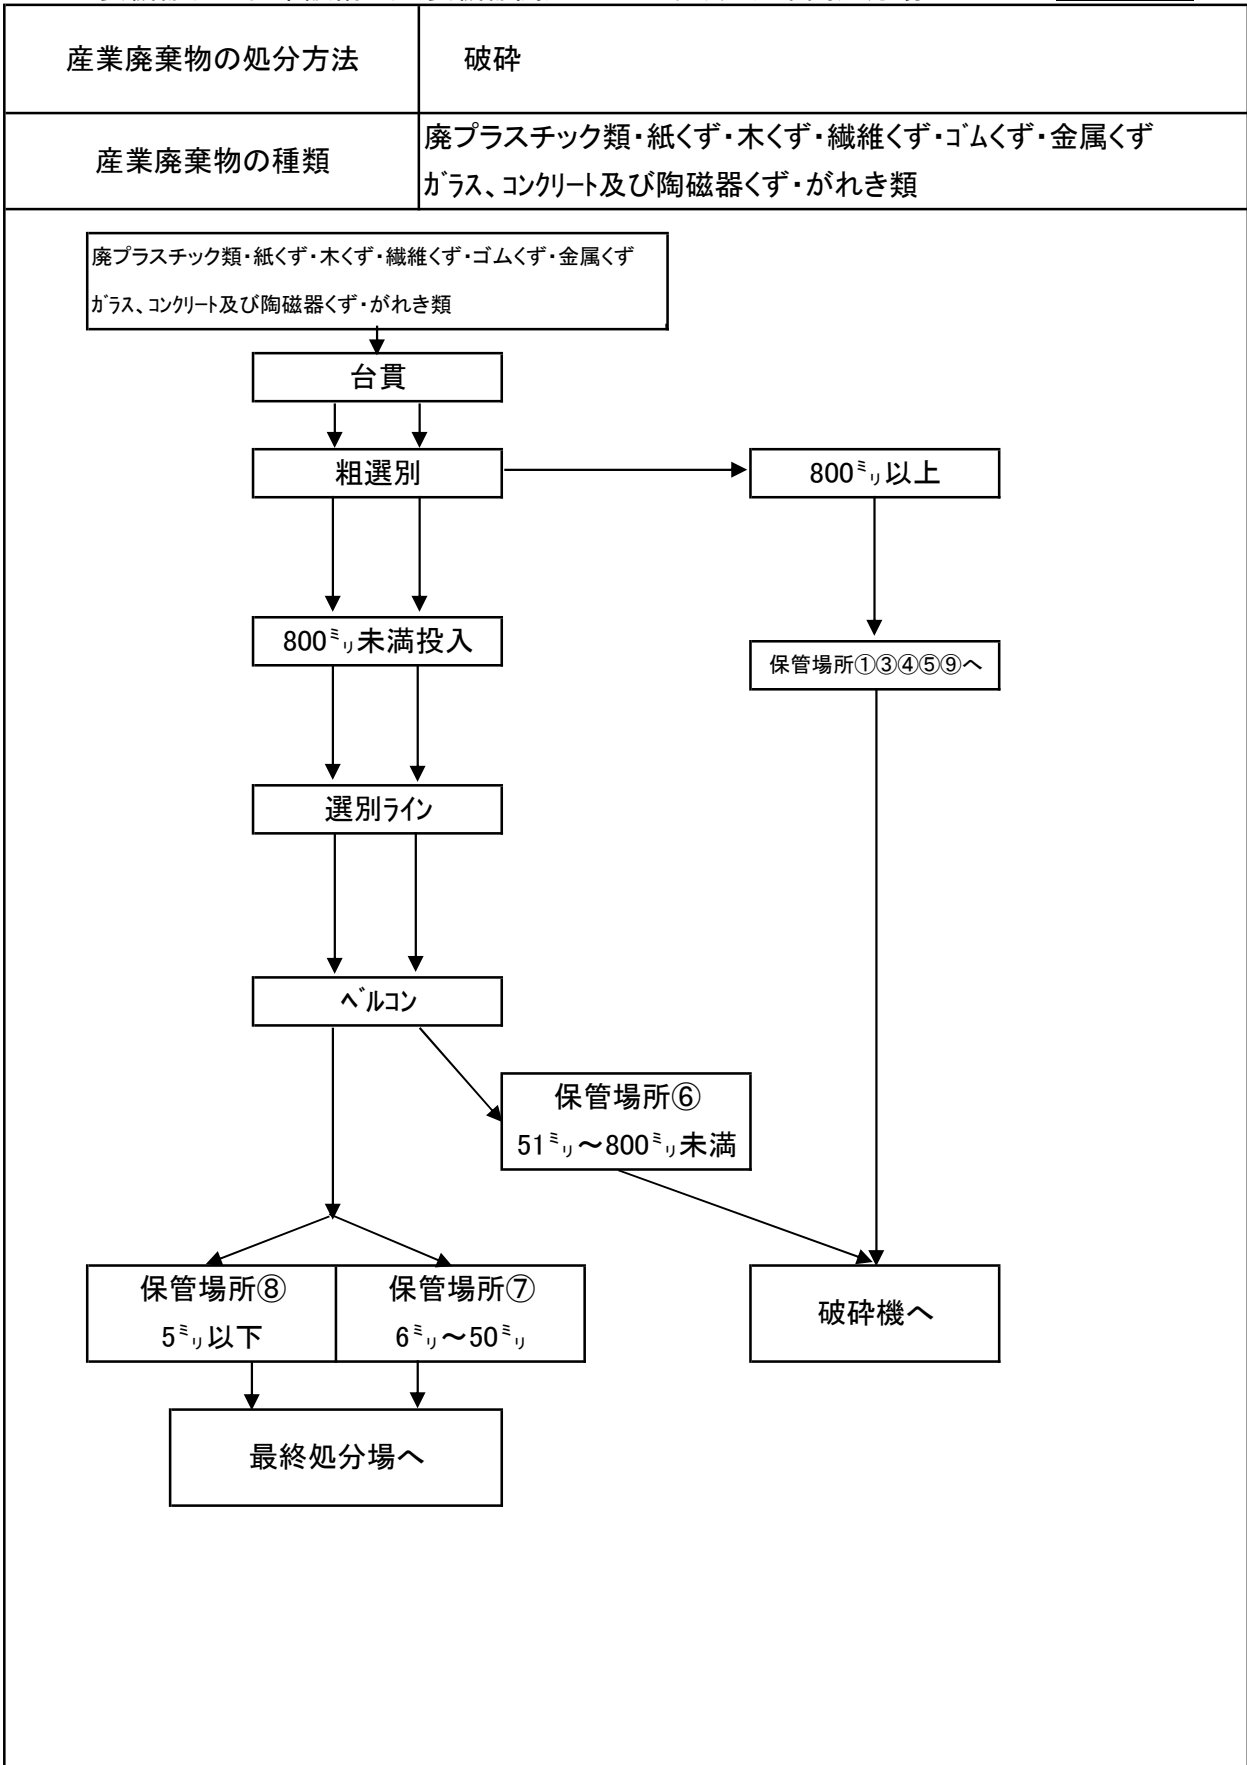 産業廃棄物の処分方法
破砕
産業廃棄物の種類
廃プラスチック類・紙くず・木くず・繊維くず・ゴムくず・金属くず
ガラス、コンクリート及び陶磁器くず・がれき類
廃プラスチック類・紙くず・木くず・繊維くず・ゴムくず・金属くず
ガラス、コンクリート及び陶磁器くず・がれき類
台貫
粗選別
800ミリ以上
800ミリ未満投入
保管場所①③④⑤⑨へ
選別ライン
ベルコン
保管場所⑥
51ミリ～800ミリ未満
保管場所⑧
5ミリ以下
保管場所⑦
6ミリ～50ミリ
破砕機へ
最終処分場へ